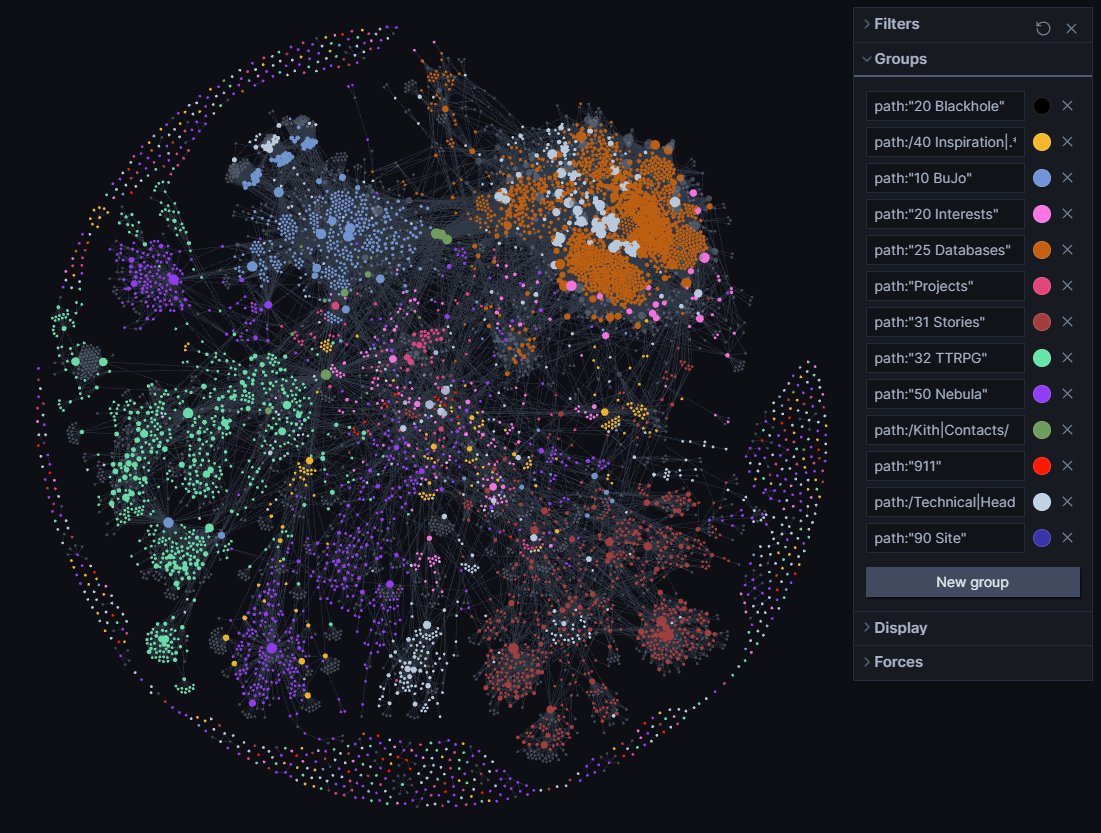 Filters
Groups
path:"20 Blackhole"
path:/40 Inspiration|.*
path:"10 BuJo"
path:"20 Interests"
path:"25 Databases"
path:"Projects"
path:"31 Stories"
path:"32 TTRPG"
path:"50 Nebula"
path:/Kith|Contacts/
path:"911"
path:/Technical|Head
path:"90 Site"
New group
Display
Forces